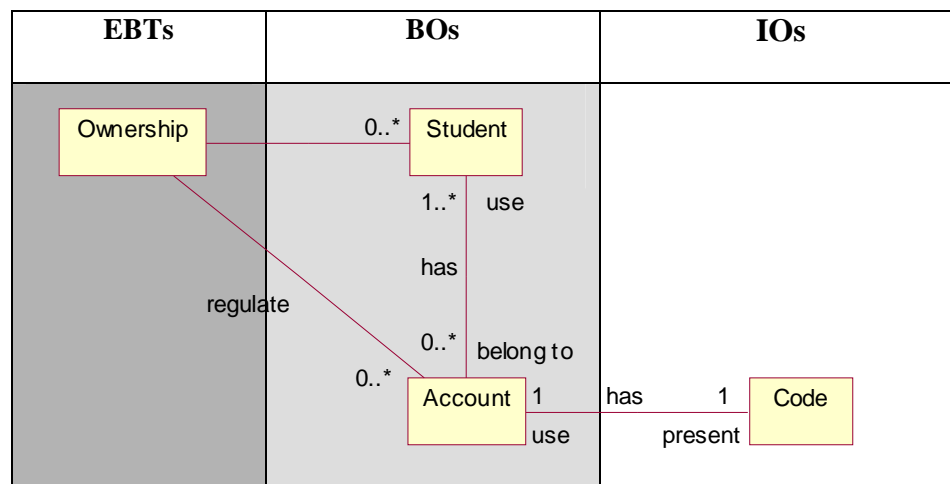 EBTs
BOs
IOs
Ownership
0..*
Student
1..*
use
has
regulate
0..*
belong to
0..*
Account
1
has
1
Code
use
present